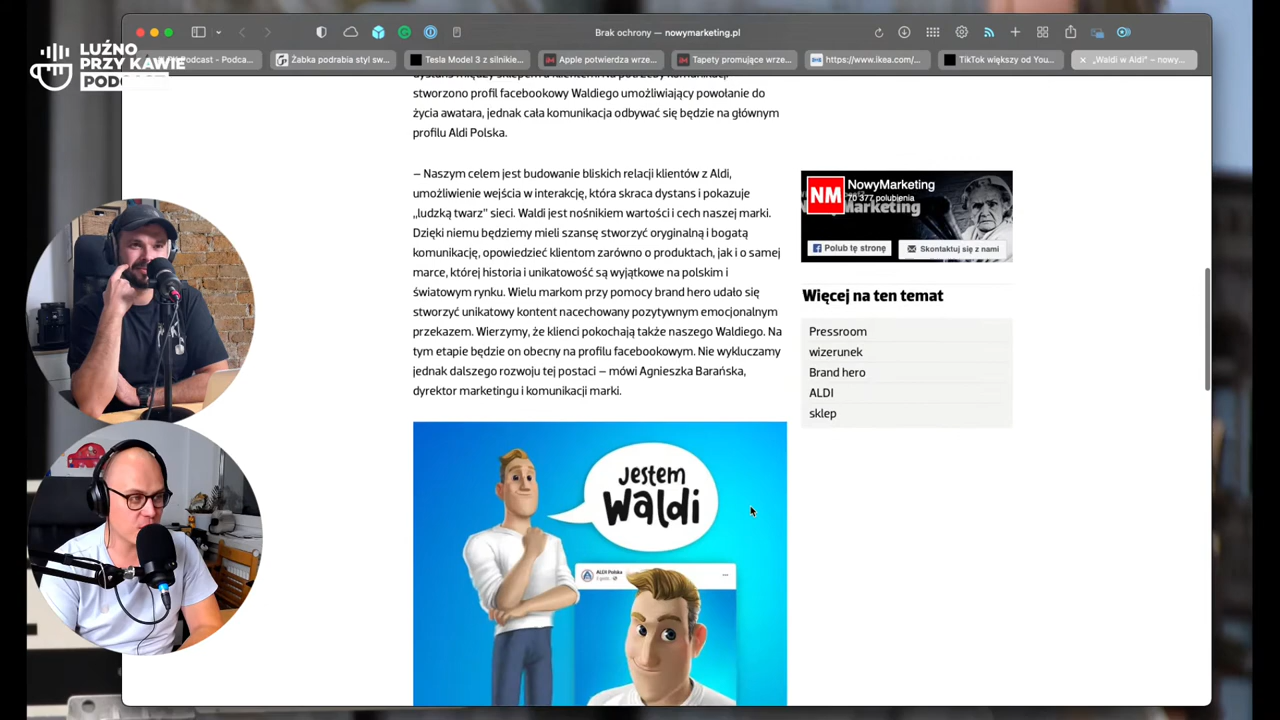 LUŹNO
PRZY KAWIE
PODCAST
Brak ochrony — nowymarketing.pl
Podcast - Podca...
Żabka podrabia styl sw...
Tesla Model 3 z silnikie...
Apple potwierdza wrze...
Tapety promujące wrze...
https://www.ikea.com/...
TikTok większy od You...
„Waldi w Aldi" – nowy...
stworzono profil facebookowy Waldiego umożliwiający powołanie do
życia awatara, jednak cała komunikacja odbywać się będzie na głównym
profilu Aldi Polska.
– Naszym celem jest budowanie bliskich relacji klientów z Aldi,
umożliwienie wejścia w interakcję, która skraca dystans i pokazuje
„ludzką twarz" sieci. Waldi jest nośnikiem wartości i cech naszej marki.
Dzięki niemu będziemy mieli szansę stworzyć oryginalną i bogatą
komunikację, opowiedzieć klientom zarówno o produktach, jak i o samej
marce, której historia i unikatowość są wyjątkowe na polskim i
światowym rynku. Wielu markom przy pomocy brand hero udało się
stworzyć unikatowy kontent nacechowany pozytywnym emocjonalnym
przekazem. Wierzymy, że klienci pokochają także naszego Waldiego. Na
tym etapie będzie on obecny na profilu facebookowym. Nie wykluczamy
jednak dalszego rozwoju tej postaci – mówi Agnieszka Barańska,
dyrektor marketingu i komunikacji marki.
jestem
Waldi
ALDI Polska
NM
NowyMarketing
70 377 polubienia
Marketing
Polub tę stronę
Skontaktuj się z nami
Więcej na ten temat
Pressroom
wizerunek
Brand hero
ALDI
sklep